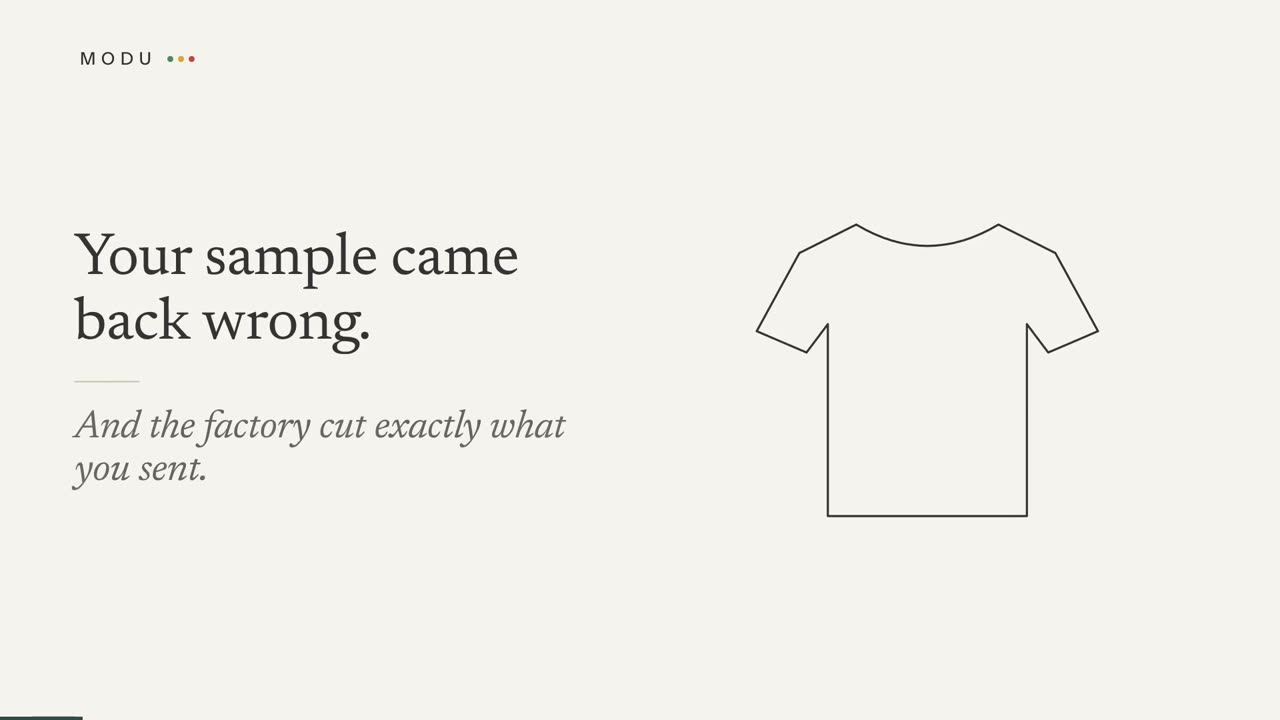 MODU
Your sample came
back wrong.
And the factory cut exactly what
you sent.